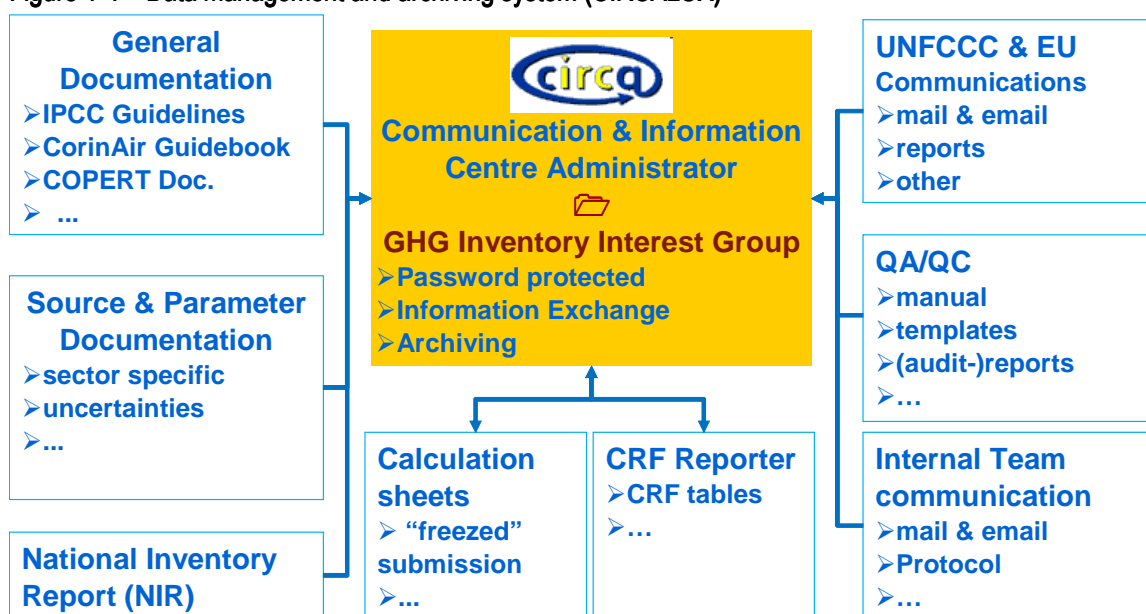 General
Documentation
➢IPCC Guidelines
➢CorinAir Guidebook
➢COPERT Doc.
➢ ...
Source & Parameter
Documentation
➢sector specific
➢uncertainties
➢...
National Inventory
Report (NIR)
circa
Communication & Information
Centre Administrator
GHG Inventory Interest Group
➢Password protected
➢Information Exchange
➢Archiving
Calculation
sheets
➢ “freezed”
submission
➢...
CRF Reporter
➢CRF tables
➢…
UNFCCC & EU
Communications
➢mail & email
➢reports
➢other
QA/QC
➢manual
➢templates
➢(audit-)reports
➢…
Internal Team
communication
➢mail & email
➢Protocol
➢…